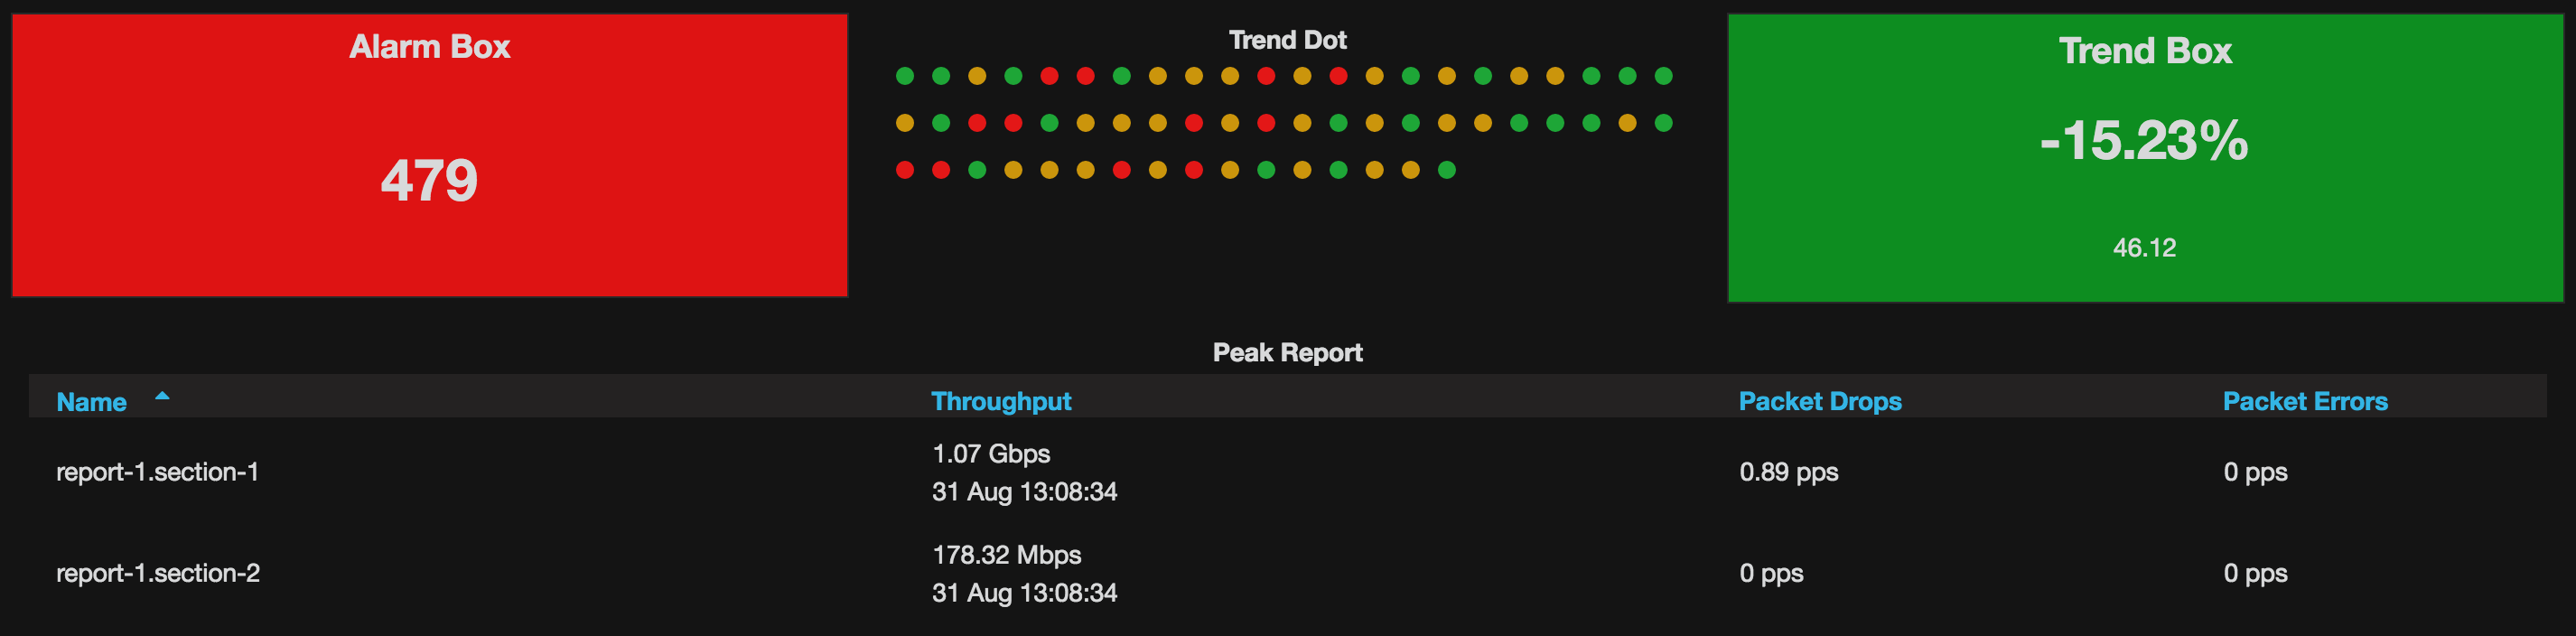 Alarm Box
479
Trend Dot
Trend Box
-15.23%
46.12
Peak Report
Name Throughput Packet Drops Packet Errors
report-1.section-1 1.07 Gbps 0.89 pps 0 pps
31 Aug 13:08:34
report-1.section-2 178.32 Mbps 0 pps 0 pps
31 Aug 13:08:34